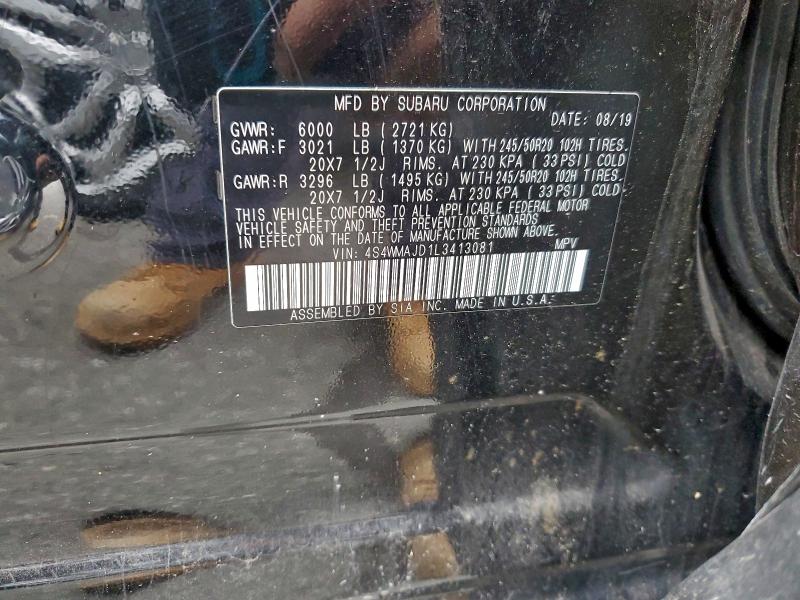 MFD BY SUBARU CORPORATION
DATE: 08/19
GVWR: 6000 LB ( 2721 KG)
GAWR:F 3021 LB ( 1370 KG) WITH 245/50R20 102H TIRES.
20X7 1/2J RIMS. AT 230 KPA ( 33 PSI) COLD
GAWR:R 3296 LB ( 1495 KG) WITH 245/50R20 102H TIRES.
20X7 1/2J RIMS. AT 230 KPA ( 33 PSI) COLD.
THIS VEHICLE CONFORMS TO ALL APPLICABLE FEDERAL MOTOR
VEHICLE SAFETY AND THEFT PREVENTION STANDARDS
IN EFFECT ON THE
DATE OF MANUFACTURE SHOWN ABOVE.
VIN: 4S4WMAJD1L3413081 MPV
ASSEMBLED BY SIA INC. MADE IN U.S.A.